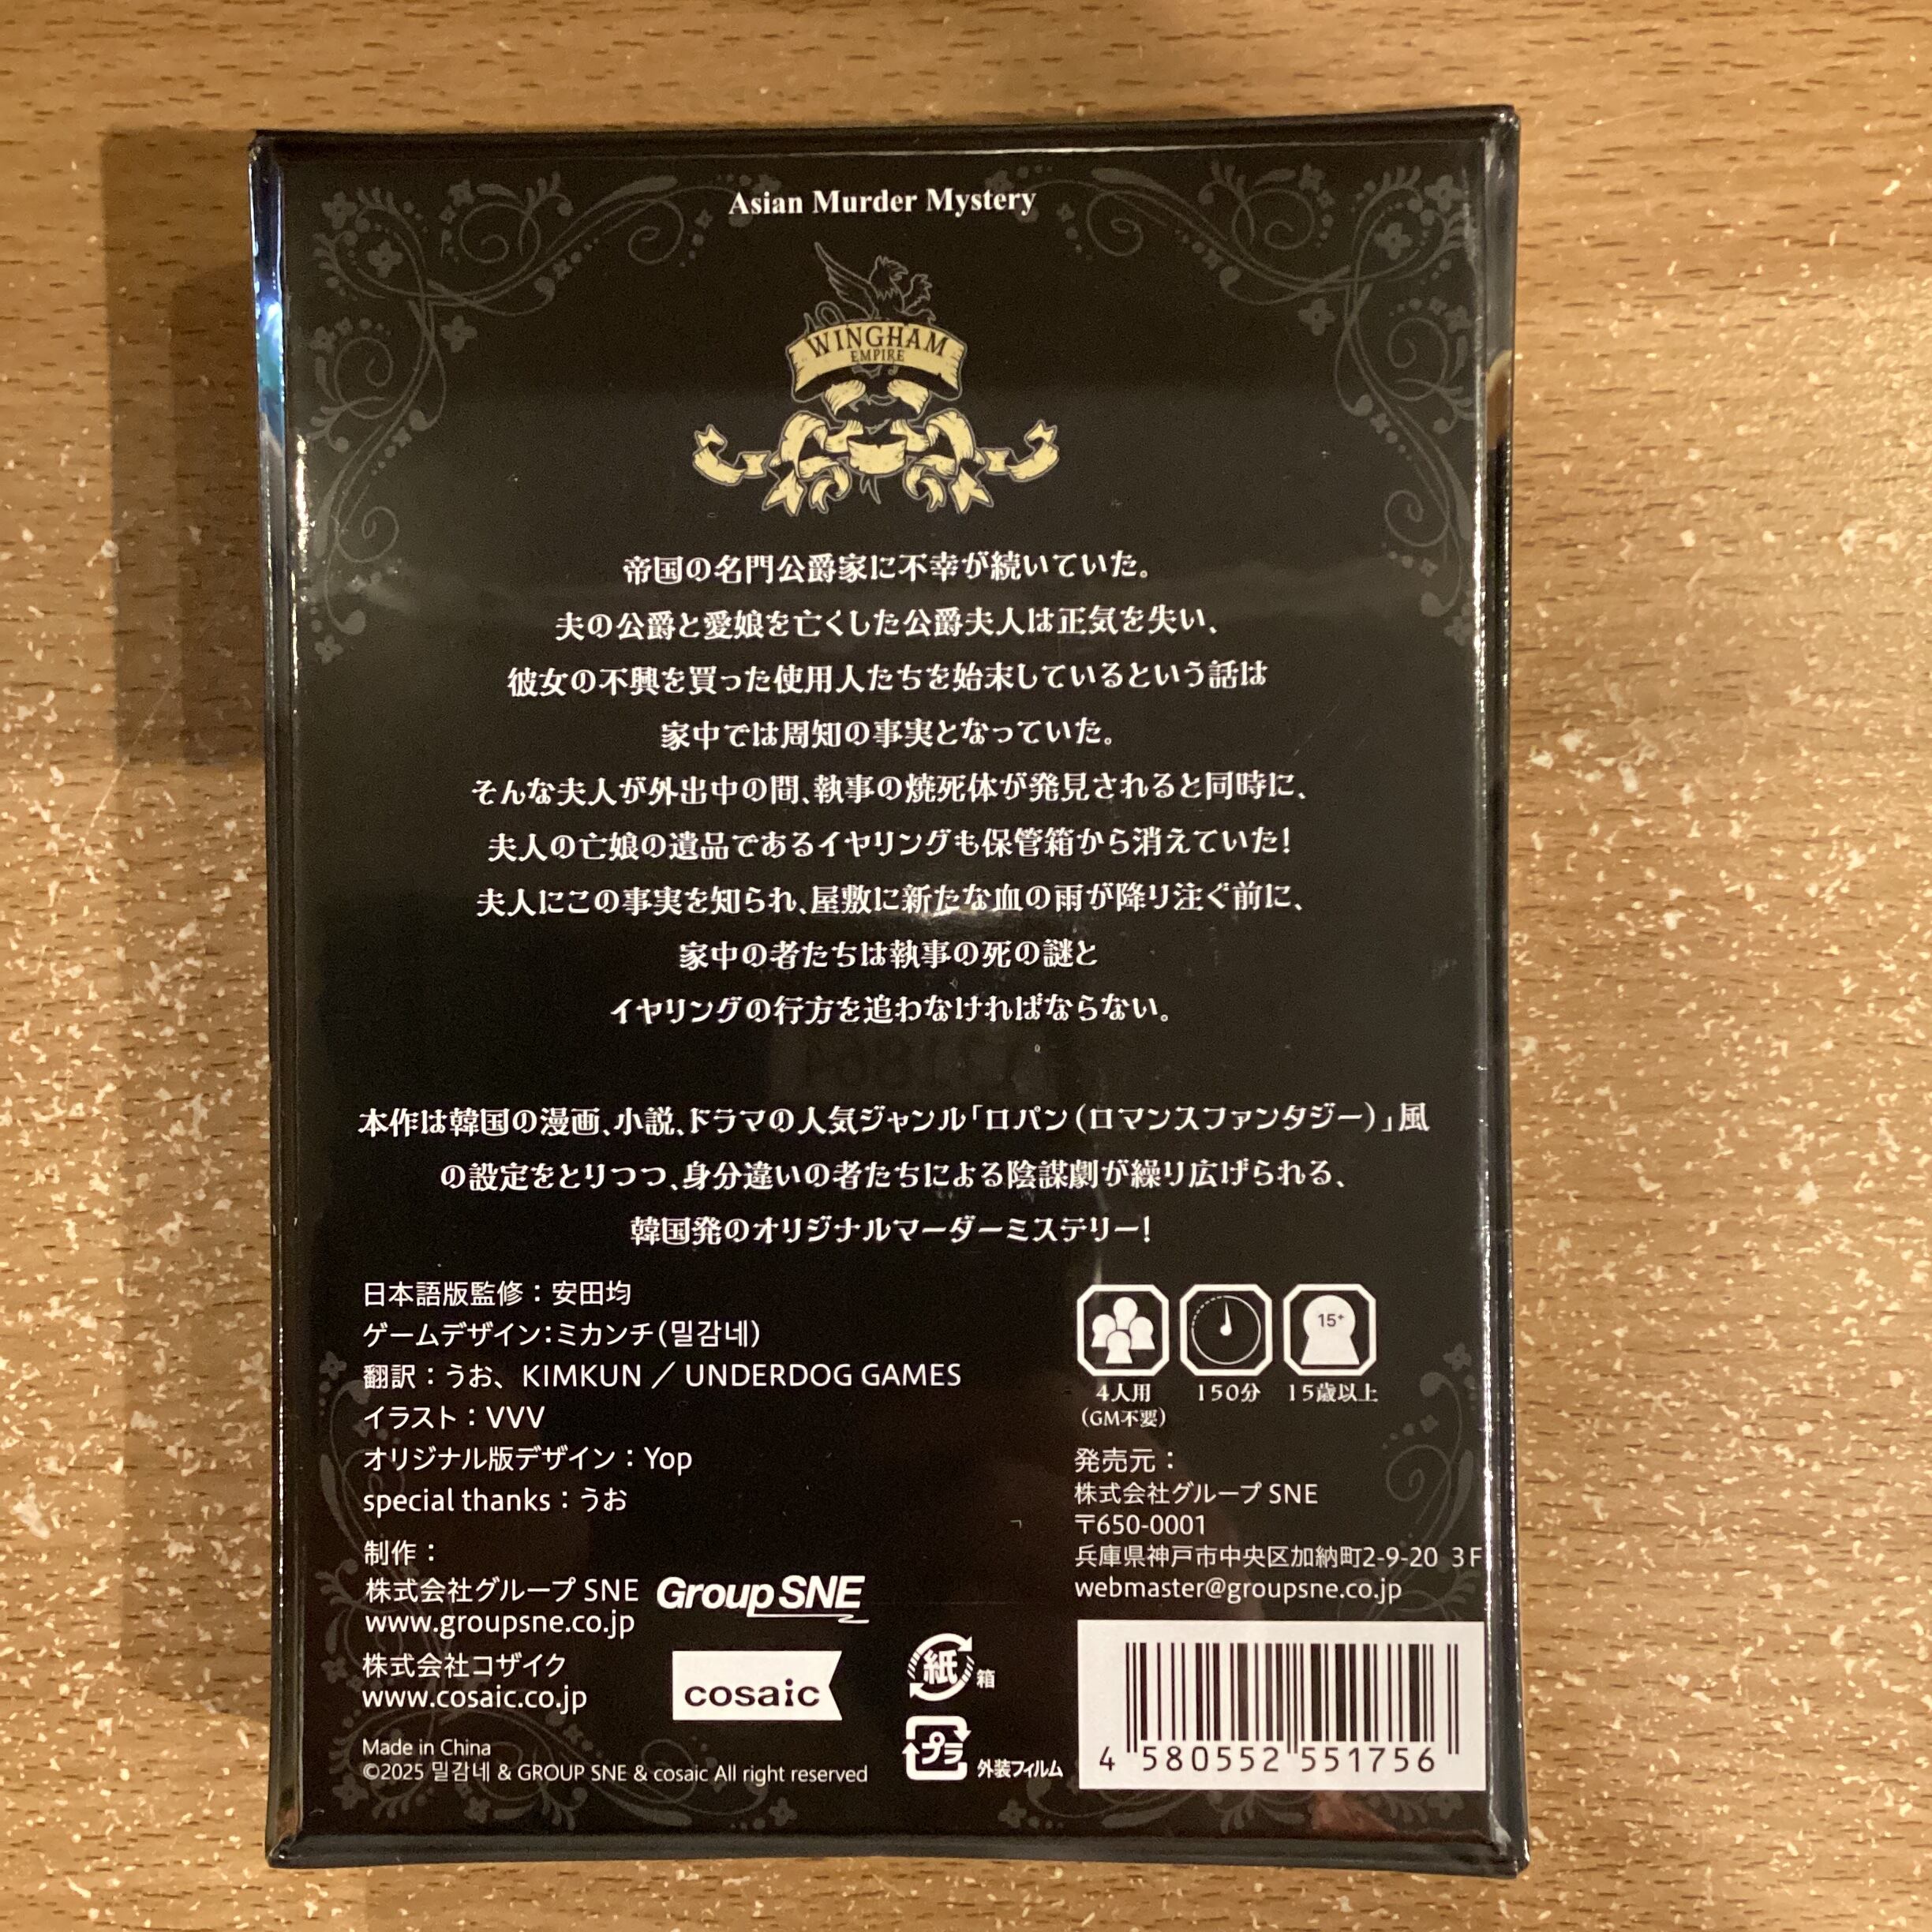 Asian Murder Mystery
WINGHAM
EMPIRE
帝国の名門公爵家に不幸が続いていた。
夫の公爵と愛娘を亡くした公爵夫人は正気を失い、
彼女の不興を買った使用人たちを始末しているという話は
家中では周知の事実となっていた。
そんな夫人が外出中の間、執事の焼死体が発見されると同時に、
夫人の亡娘の遺品であるイヤリングも保管箱から消えていた!
夫人にこの事実を知られ、屋敷に新たな血の雨が降り注ぐ前に、
家中の者たちは執事の死の謎と
イヤリングの行方を追わなければならない。
本作は韓国の漫画、小説、ドラマの人気ジャンル「ロパン(ロマンスファンタジー)」風
の設定をとりつつ、身分違いの者たちによる陰謀劇が繰り広げられる、
韓国発のオリジナルマーダーミステリー!
日本語版監修：安田均
ゲームデザイン：ミカンチ(밀감네)
翻訳：うお、KIMKUN ／ UNDERDOG GAMES
イラスト：VVV
オリジナル版デザイン：Yop
special thanks：うお
制作：
株式会社グループ SNE
www.groupsne.co.jp
Group SNE
株式会社コザイク
www.cosaic.co.jp
cosaic
Made in China
©2025 밀감네 & GROUP SNE & cosaic All right reserved
紙 箱
プラ 外装フィルム
15+
4人用 150分 15歳以上
(GM不要)
発売元：
株式会社グループ SNE
〒650-0001
兵庫県神戸市中央区加納町2-9-20 3F
webmaster@groupsne.co.jp
4 580552 551756